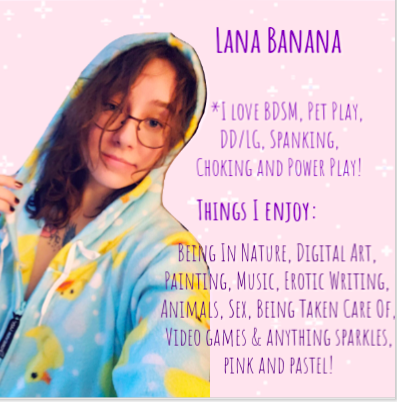 Lana Banana
*I love BDSM, Pet Play,
DD/LG, Spanking,
Choking and Power Play!
Things I enjoy:
Being In Nature, Digital Art,
Painting, Music, Erotic Writing,
Animals, Sex, Being Taken Care Of,
Video games & anything sparkles,
pink and pastel!